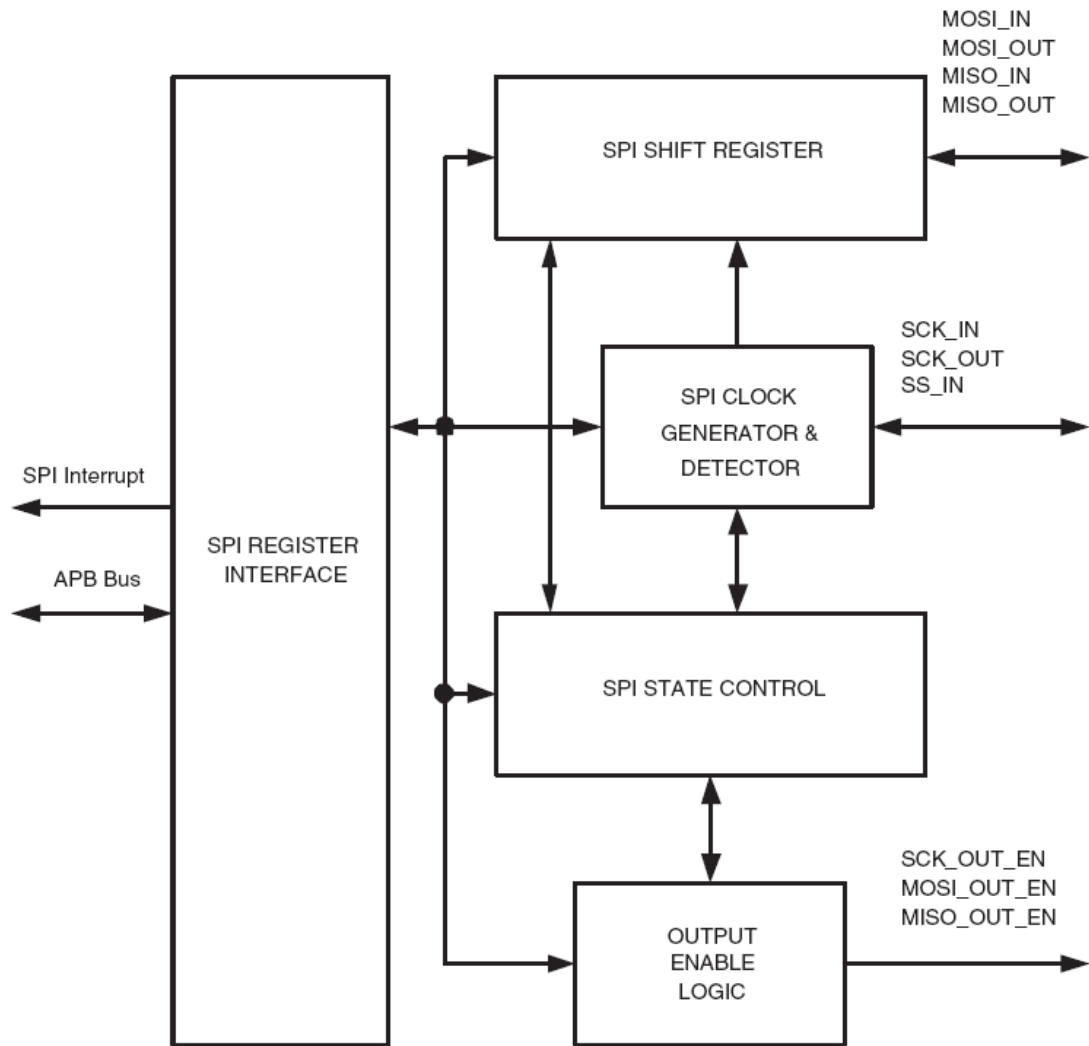 MOSI_IN
MOSI_OUT
MISO_IN
MISO_OUT
SPI SHIFT REGISTER
SCK_IN
SCK_OUT
SS_IN
SPI CLOCK
GENERATOR &
DETECTOR
SPI Interrupt
APB Bus
SPI REGISTER
INTERFACE
SPI STATE CONTROL
SCK_OUT_EN
MOSI_OUT_EN
MISO_OUT_EN
OUTPUT
ENABLE
LOGIC